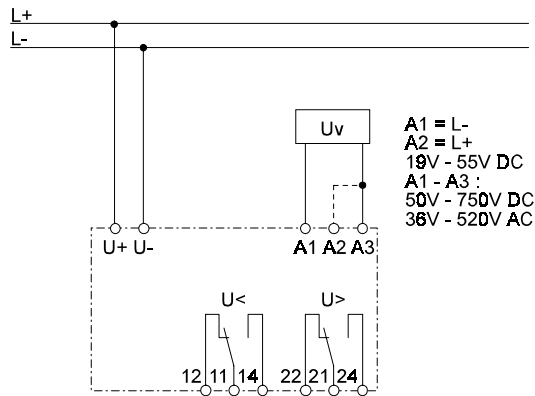 L+
L-
Uv
A1 = L-
A2 = L+
19V - 55V DC
A1 - A3 :
50V - 750V DC
36V - 520V AC
U+ U- A1 A2 A3
U< U>
12 11 14 22 21 24